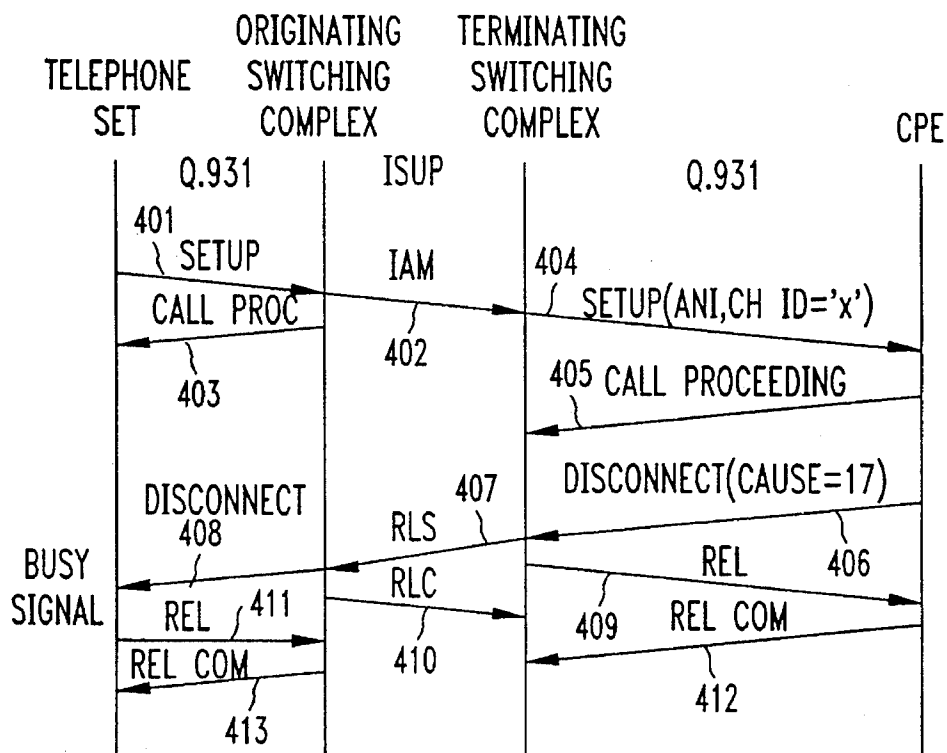 TELEPHONE
SET
ORIGINATING
SWITCHING
COMPLEX
TERMINATING
SWITCHING
COMPLEX
CPE
Q.931
ISUP
Q.931
401
SETUP
IAM
404
SETUP(ANI,CH ID='x')
CALL PROC
402
403
405
CALL PROCEEDING
DISCONNECT(CAUSE=17)
407
DISCONNECT
408
RLS
406
BUSY
SIGNAL
REL
RLC
REL
411
409
REL COM
410
REL COM
412
413